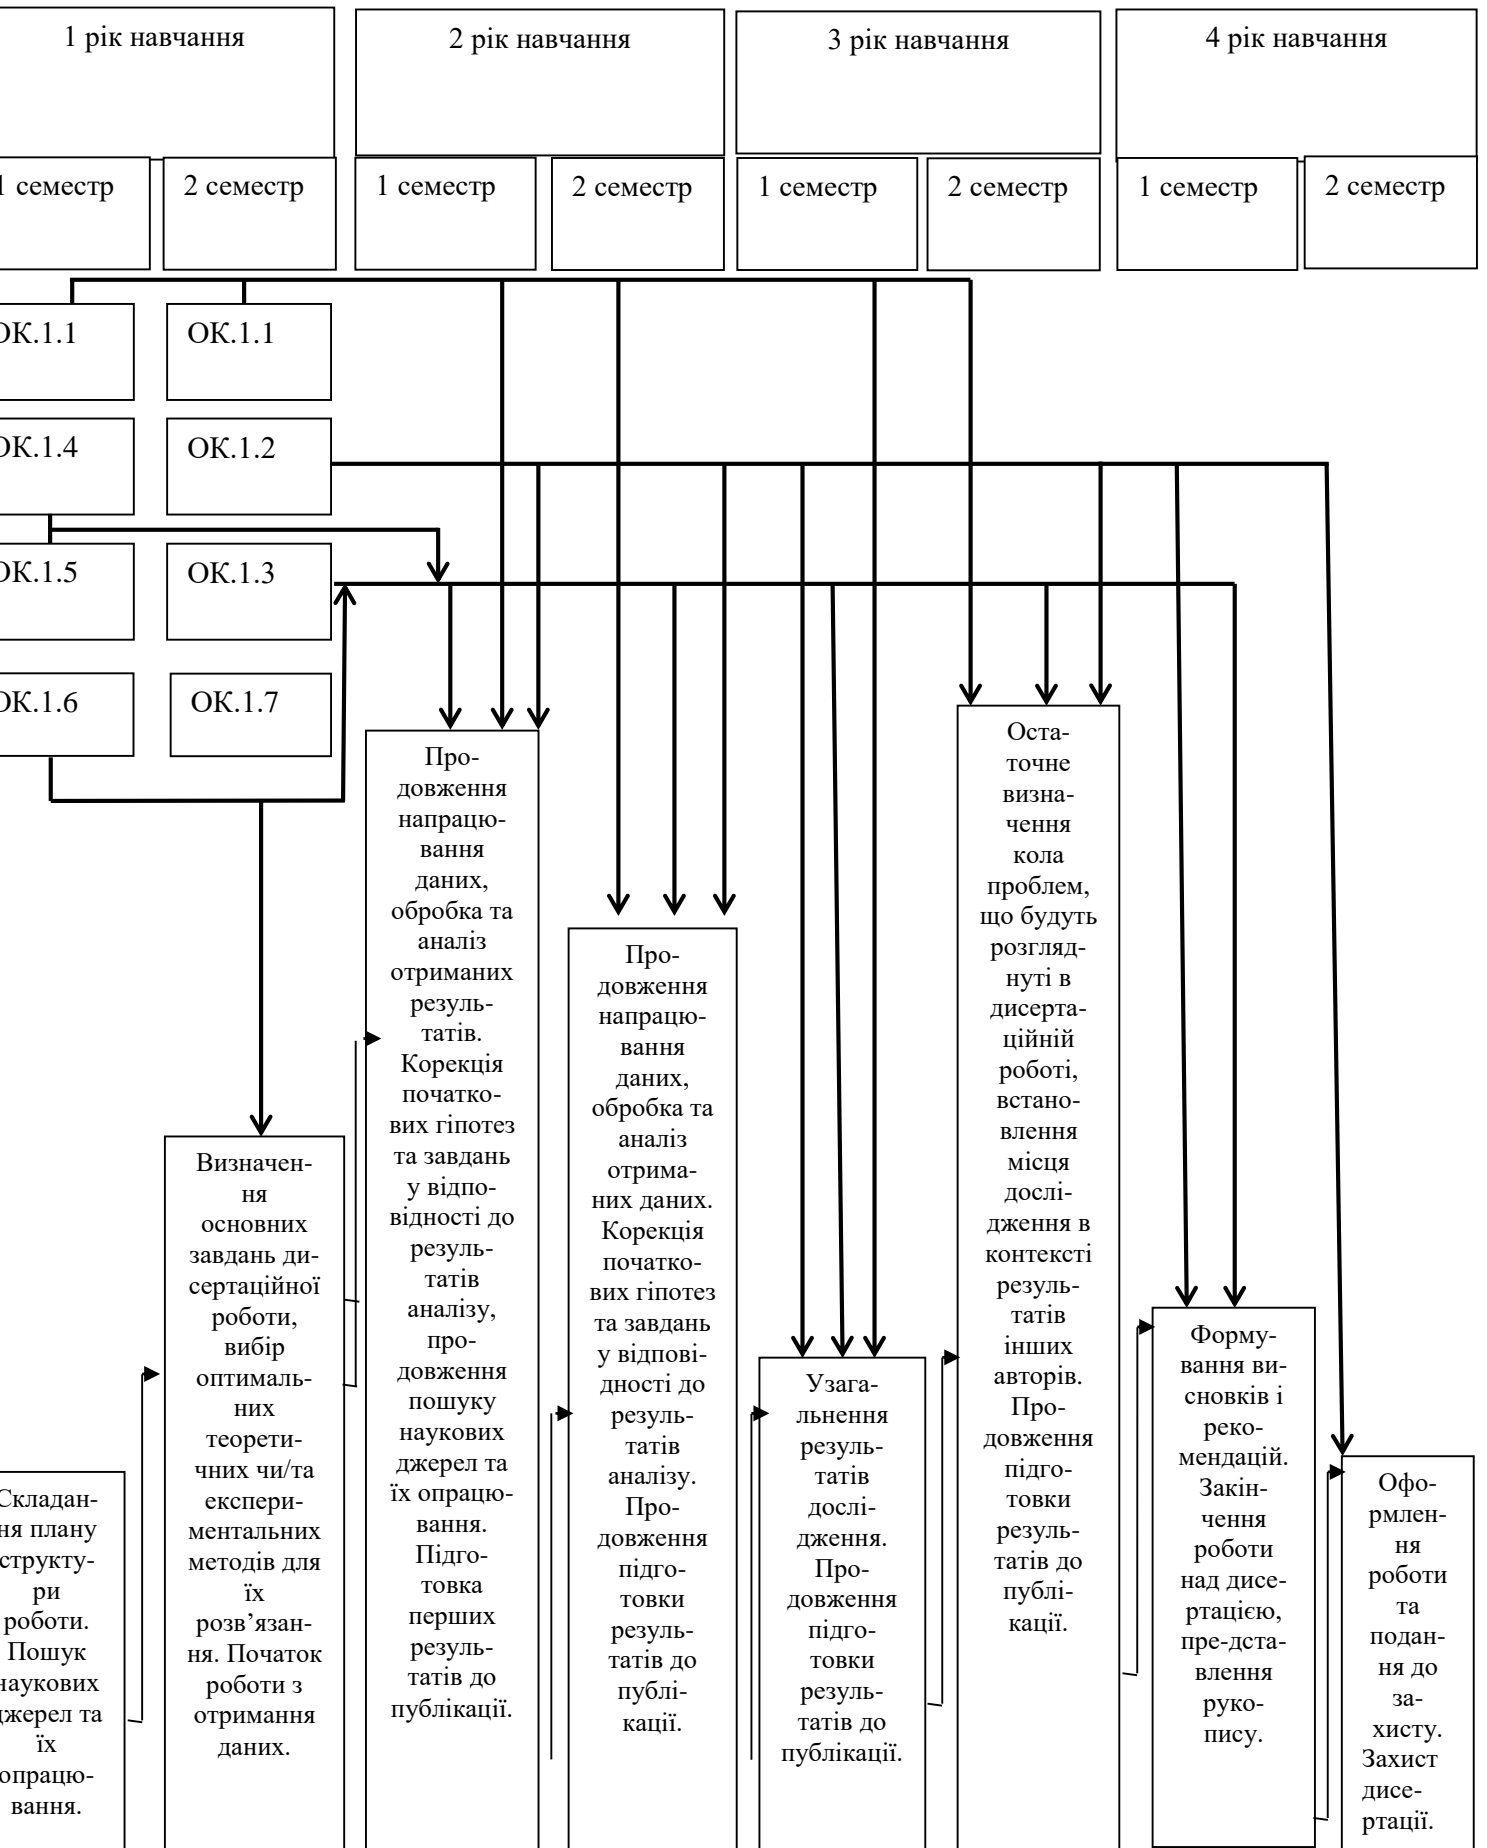 1 рік навчання
2 рік навчання
3 рік навчання
4 рік навчання
1 семестр
2 семестр
1 семестр
2 семестр
1 семестр
2 семестр
1 семестр
2 семестр
ОК.1.1
ОК.1.1
ОК.1.4
ОК.1.2
ОК.1.5
ОК.1.3
ОК.1.6
ОК.1.7
Складан-
ня плану
структу-
ри
роботи.
Пошук
наукових
джерел та
їх
опрацю-
вання.
Визначен-
ня
основних
завдань ди-
сертаційної
роботи,
вибір
оптималь-
них
теорети-
чних чи/та
експери-
ментальних
методів для
їх
розв’язан-
ня. Початок
роботи з
отримання
даних.
Про-
довження
напрацю-
вання
даних,
обробка та
аналіз
отриманих
резуль-
татів.
Корекція
початко-
вих гіпотез
та завдань
у відпо-
відності до
резуль-
татів
аналізу,
про-
довження
пошуку
наукових
джерел та
їх опрацю-
вання.
Підго-
товка
перших
резуль-
татів до
публікації.
Про-
довження
напрацю-
вання
даних,
обробка та
аналіз
отрима-
них даних.
Корекція
початко-
вих гіпотез
та завдань
у відпові-
дності до
резуль-
татів
аналізу.
Про-
довження
підго-
товки
резуль-
татів до
публі-
кації.
Узага-
льнення
резуль-
татів
дослі-
дження.
Про-
довження
підго-
товки
резуль-
татів до
публікації.
Оста-
точне
визна-
чення
кола
проблем,
що будуть
розгляд-
нуті в
дисерта-
ційній
роботі,
встано-
влення
місця
дослі-
дження в
контексті
резуль-
татів
інших
авторів.
Про-
довження
підго-
товки
резуль-
татів до
публі-
кації.
Форму-
вання ви-
сновків і
реко-
мендацій.
Закін-
чення
роботи
над дисе-
ртацією,
пре-дста-
влення
руко-
пису.
Офо-
рмлен-
ня
роботи
та
подан-
ня до
за-
хисту.
Захист
дисе-
ртації.